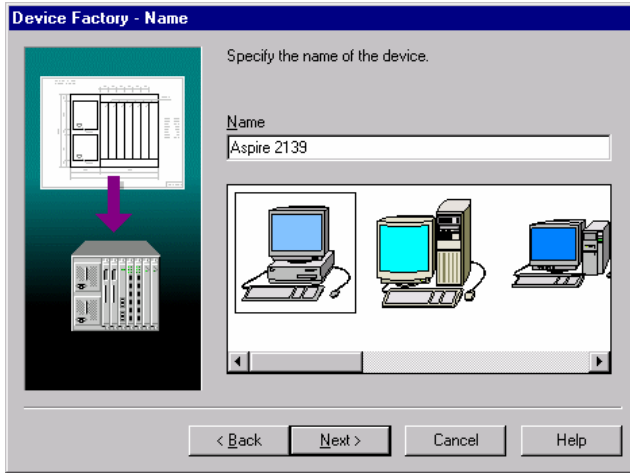 Device Factory - Name
Specify the name of the device.
Name
Aspire 2139
< Back
Next >
Cancel
Help